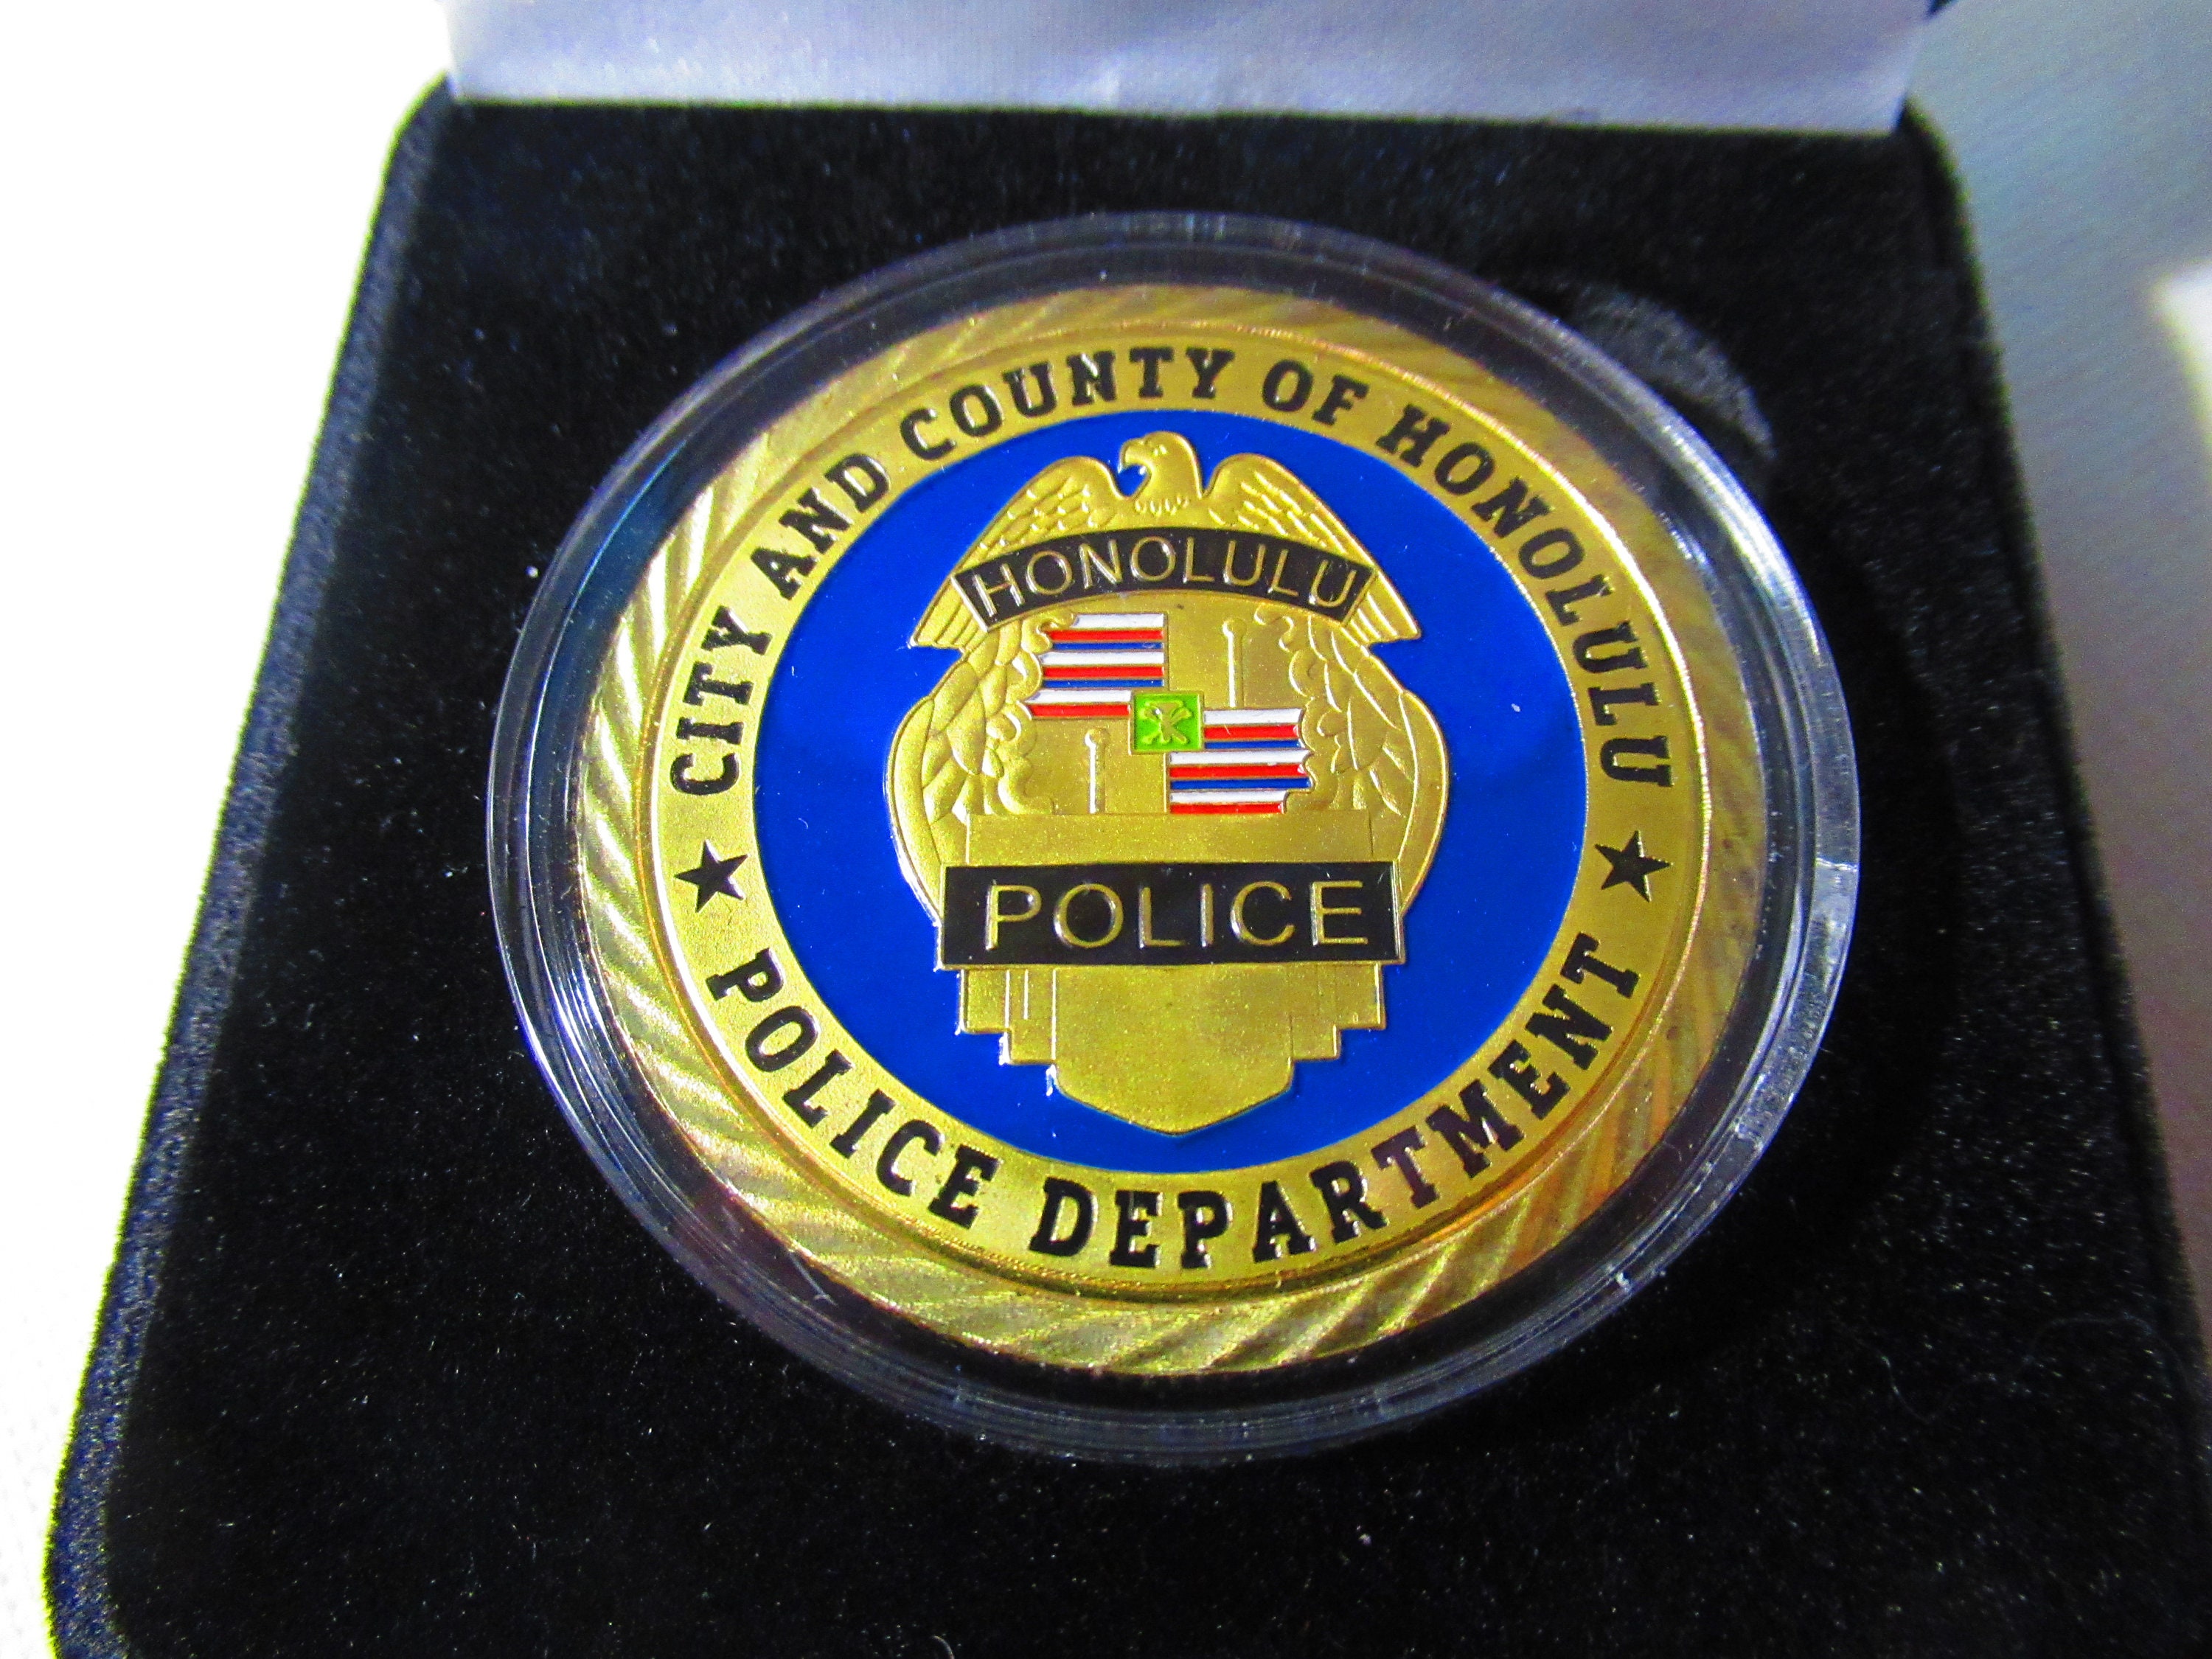 CITY AND COUNTY OF HONOLULU
HONOLULU
POLICE
POLICE DEPARTMENT